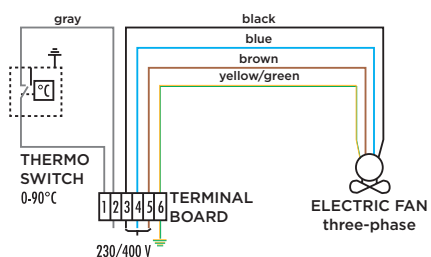 gray
black
blue
brown
yellow/green
°C
THERMO
SWITCH
0-90°C
1 2 3 4 5 6
TERMINAL
BOARD
ELECTRIC FAN
three-phase
230/400 V